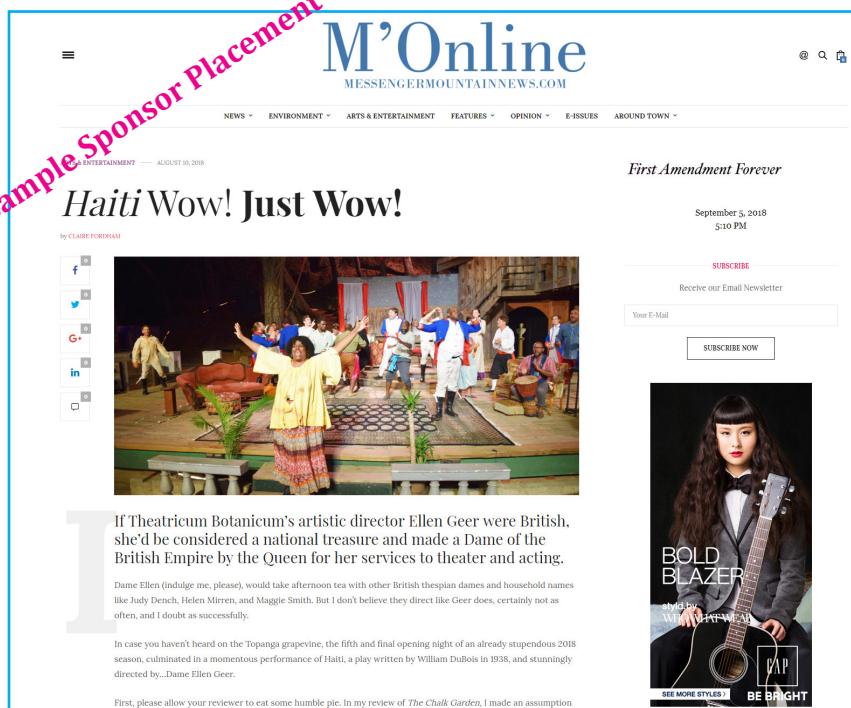 Sample Sponsor Placement
M’Online
MESSENGERMOUNTAINNEWS.COM
@
NEWS ENVIRONMENT ARTS & ENTERTAINMENT FEATURES OPINION E-ISSUES AROUND TOWN
ARTS & ENTERTAINMENT — AUGUST 10, 2018
Haiti Wow! Just Wow!
by CLAIRE FORDHAM
f 0
0
G+ 0
in 0
0
I
If Theatricum Botanicum’s artistic director Ellen Geer were British,
she’d be considered a national treasure and made a Dame of the
British Empire by the Queen for her services to theater and acting.
Dame Ellen (indulge me, please), would take afternoon tea with other British thespian dames and household names
like Judy Dench, Helen Mirren, and Maggie Smith. But I don’t believe they direct like Geer does, certainly not as
often, and I doubt as successfully.
In case you haven’t heard on the Topanga grapevine, the fifth and final opening night of an already stupendous 2018
season, culminated in a momentous performance of Haiti, a play written by William DuBois in 1938, and stunningly
directed by...Dame Ellen Geer.
First, please allow your reviewer to eat some humble pie. In my review of The Chalk Garden, I made an assumption
First Amendment Forever
September 5, 2018
5:10 PM
SUBSCRIBE
Receive our Email Newsletter
Your E-Mail
SUBSCRIBE NOW
BOLD
BLAZER
styld.by
WHO WHAT WEAR
GAP
SEE MORE STYLES ›
BE BRIGHT